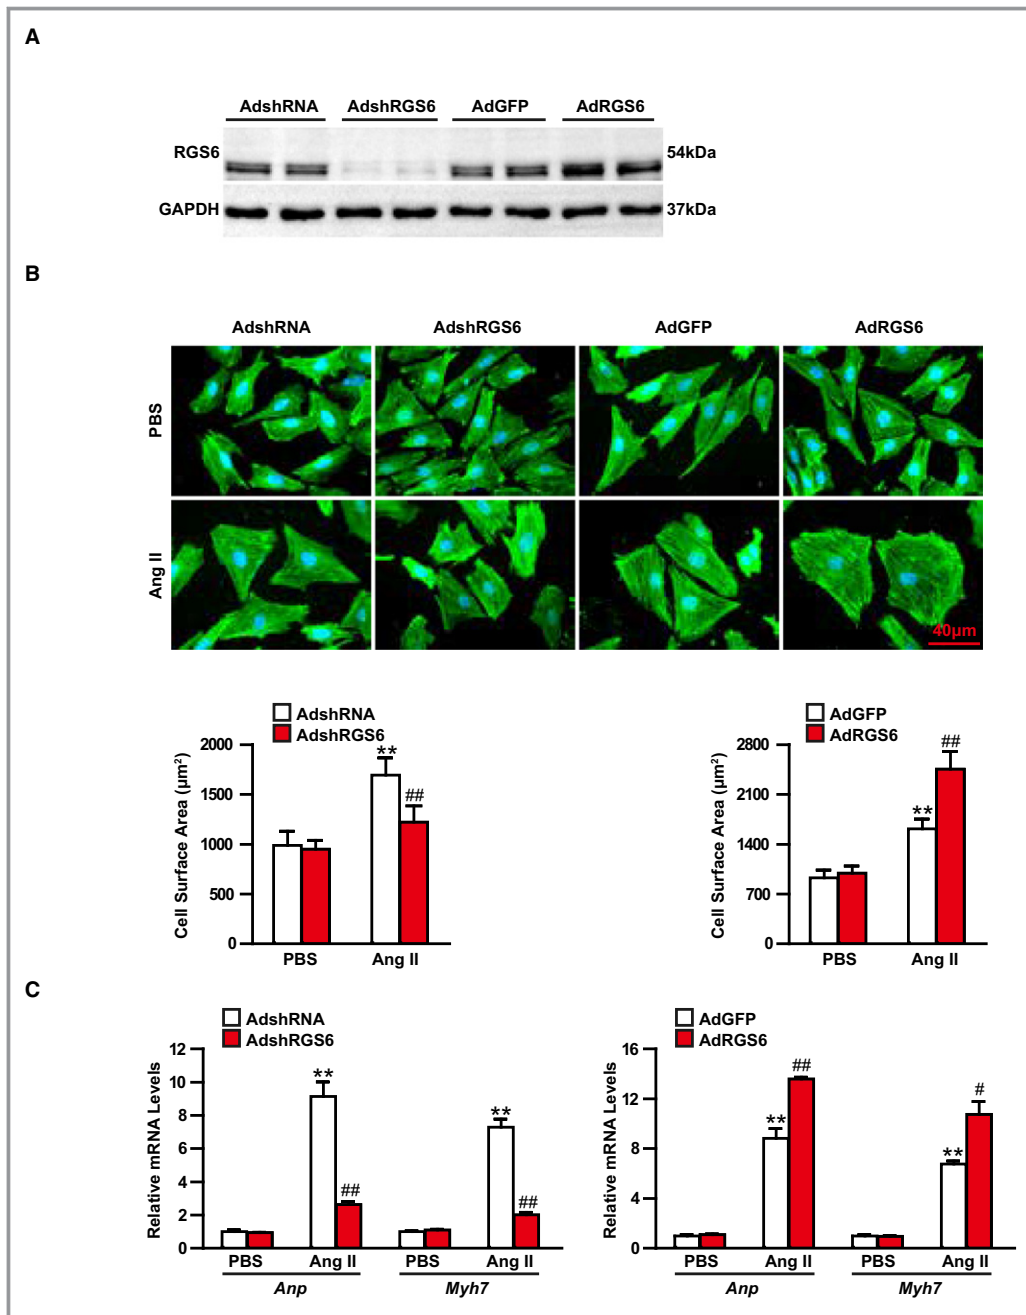 A
AdshRNA AdshRGS6 AdGFP AdRGS6
RGS6 54kDa
GAPDH 37kDa
B
AdshRNA AdshRGS6 AdGFP AdRGS6
PBS
Ang II
40μm
AdshRNA
AdshRGS6
Cell Surface Area (μm²)
2000
1500
1000
500
0
** ##
PBS Ang II
AdGFP
AdRGS6
Cell Surface Area (μm²)
2800
2100
1400
700
0
** ##
PBS Ang II
C
AdshRNA
AdshRGS6
Relative mRNA Levels
12
10
8
6
4
2
0
** ## ** ##
PBS Ang II PBS Ang II
Anp Myh7
AdGFP
AdRGS6
Relative mRNA Levels
16
12
8
4
0
** ## ** #
PBS Ang II PBS Ang II
Anp Myh7